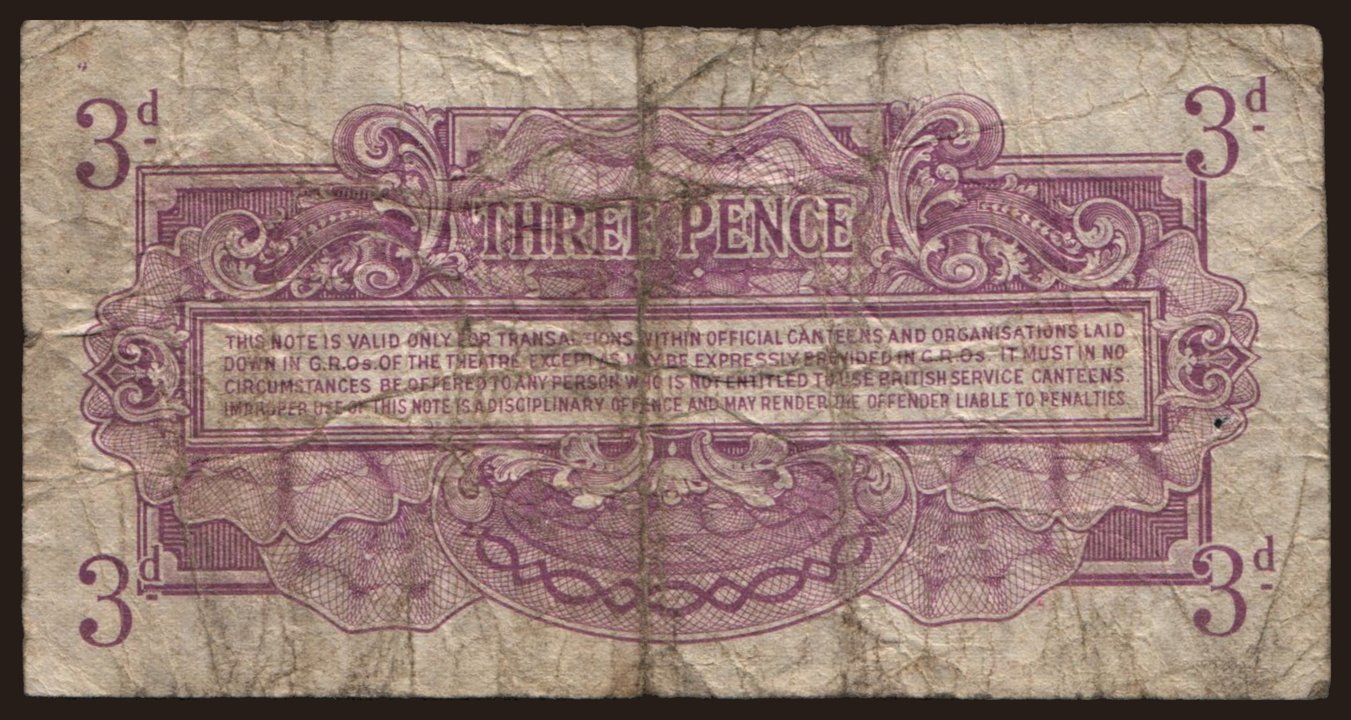 3d 3d
THREE PENCE
THIS NOTE IS VALID ONLY FOR TRANSACTIONS WITHIN OFFICIAL CANTEENS AND ORGANISATIONS LAID
DOWN IN G.R.Os. OF THE THEATRE EXCEPT AS MAY BE EXPRESSLY PROVIDED IN G.R.Os. IT MUST IN NO
CIRCUMSTANCES BE OFFERED TO ANY PERSON WHO IS NOT ENTITLED TO USE BRITISH SERVICE CANTEENS.
IMPROPER USE OF THIS NOTE IS A DISCIPLINARY OFFENCE AND MAY RENDER THE OFFENDER LIABLE TO PENALTIES.
3d 3d